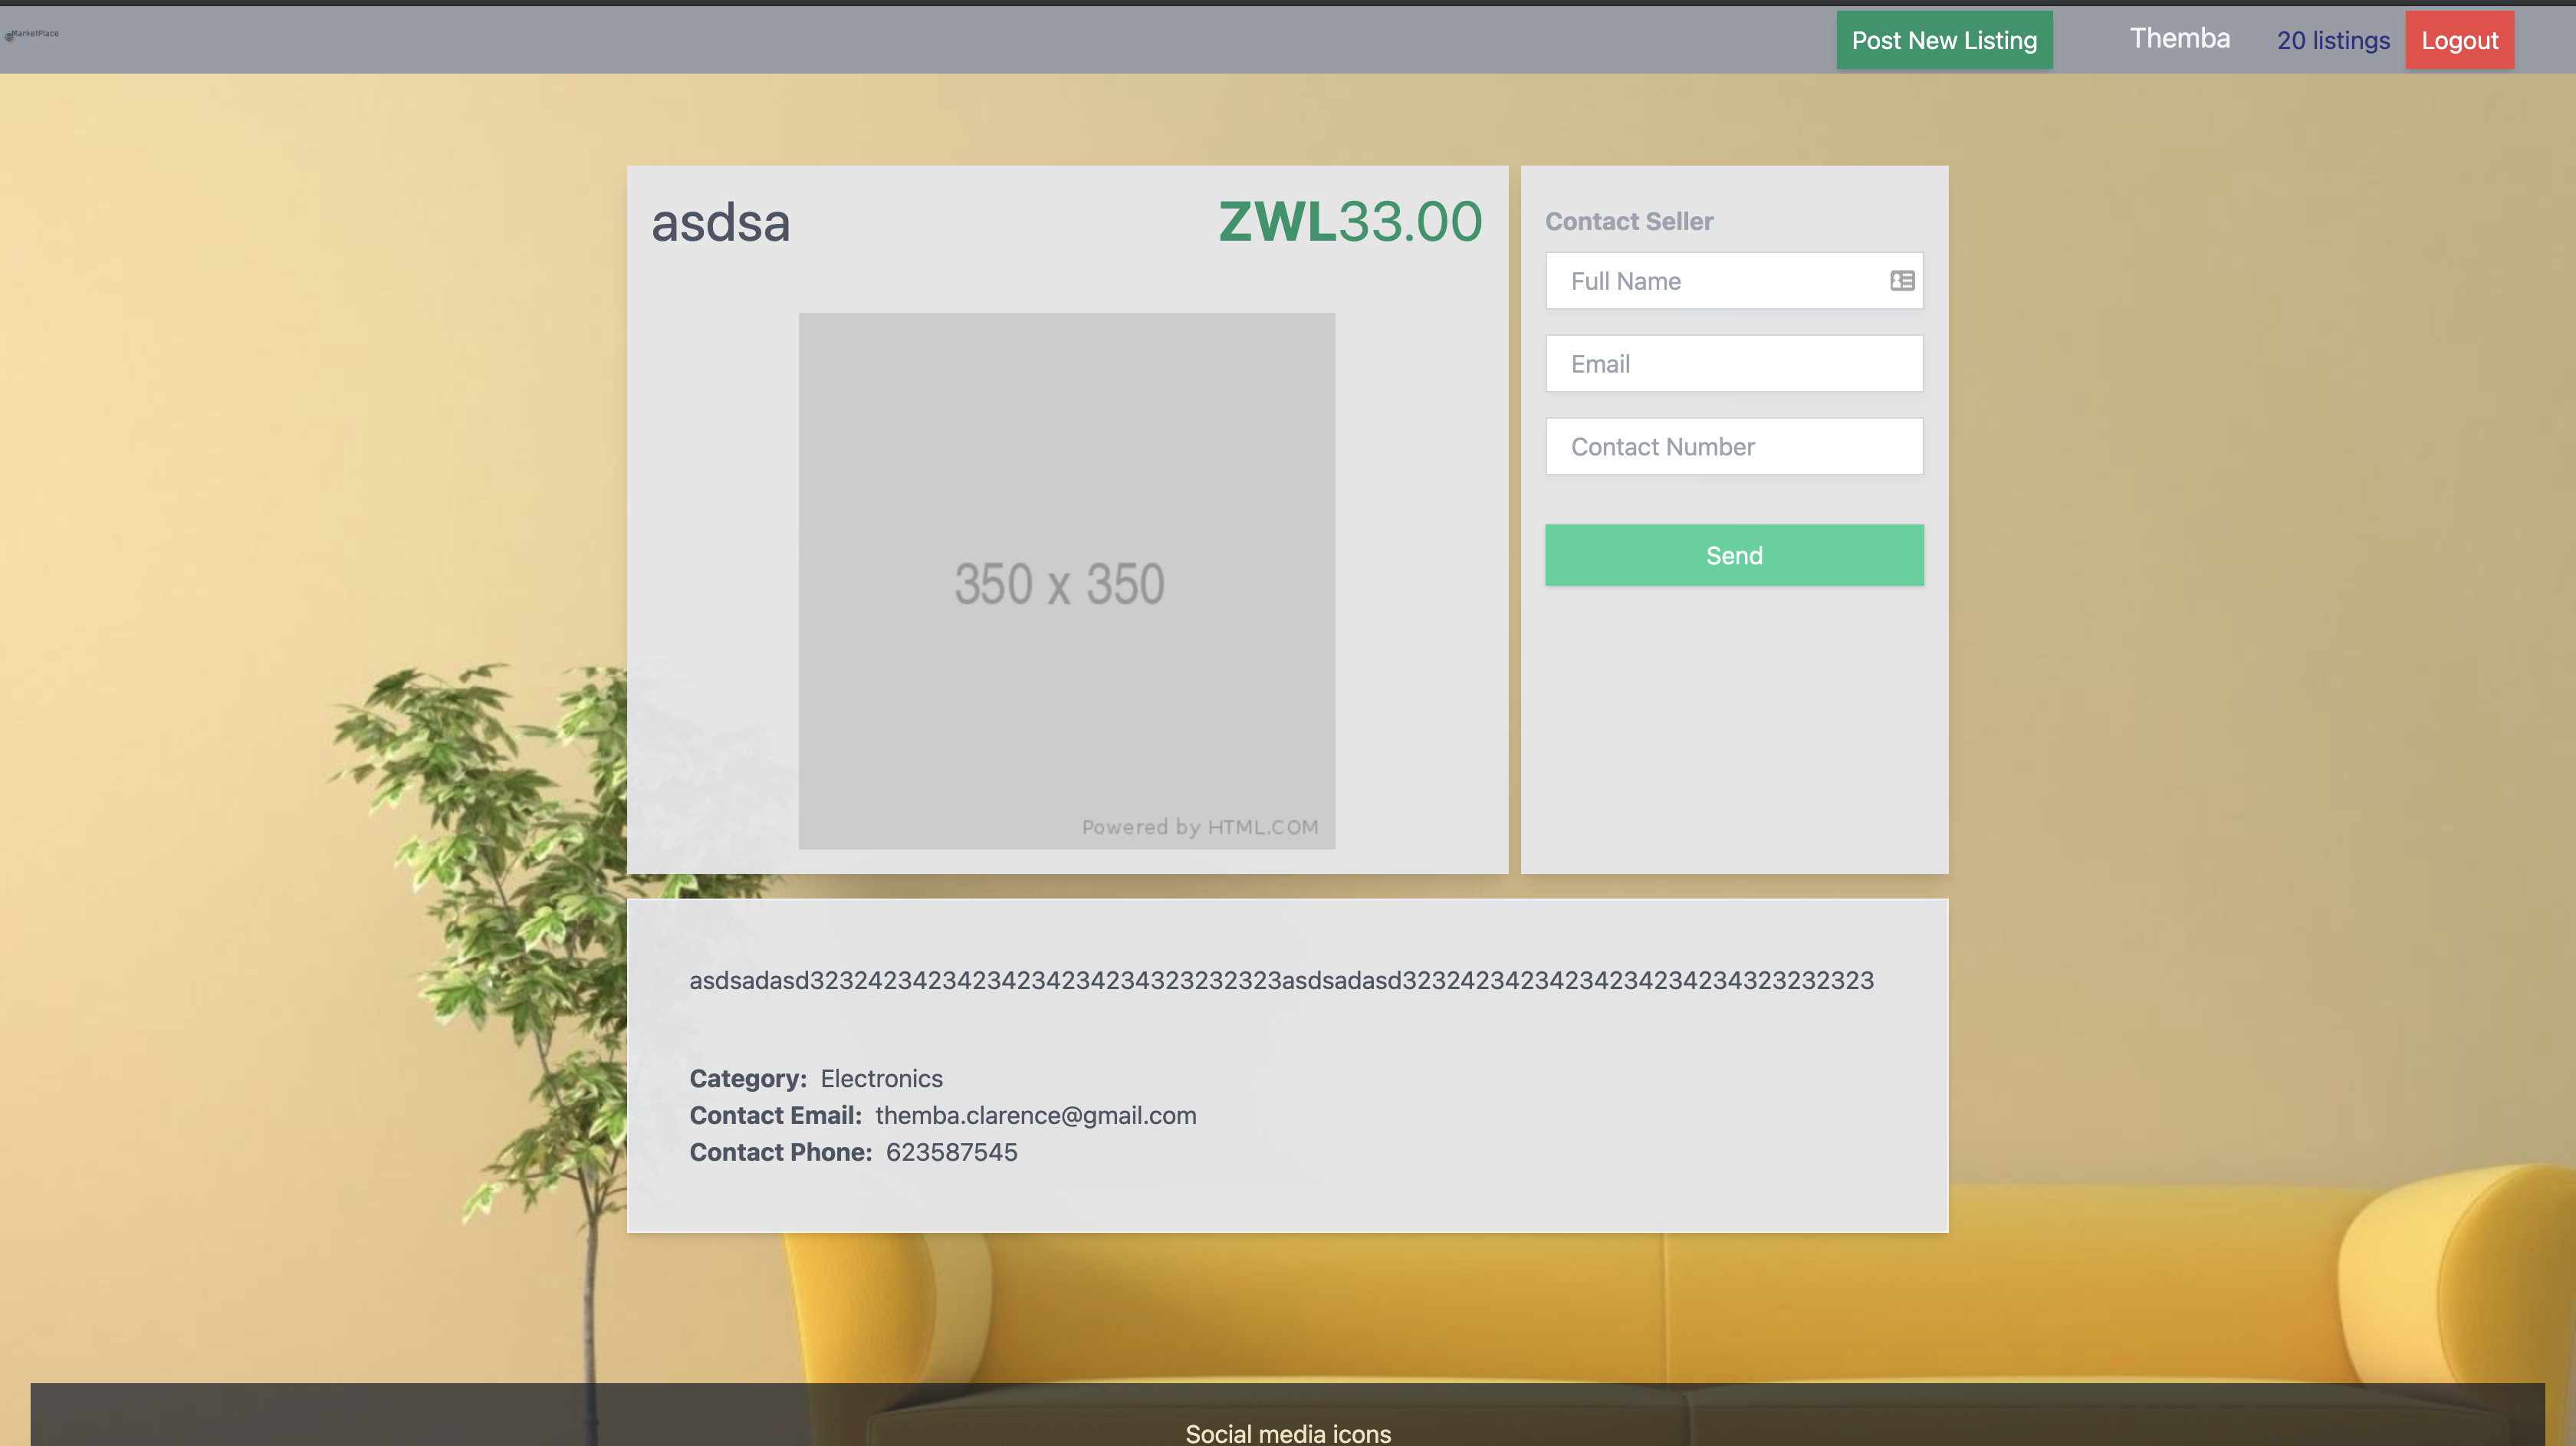 MarketPlace
Post New Listing
Themba
20 listings
Logout
asdsa
ZWL33.00
350 x 350
Powered by HTML.COM
Contact Seller
Full Name
Email
Contact Number
Send
asdsadasd32324234234234234234234323232323asdsadasd32324234234234234234234323232323
Category: Electronics
Contact Email: themba.clarence@gmail.com
Contact Phone: 623587545
Social media icons